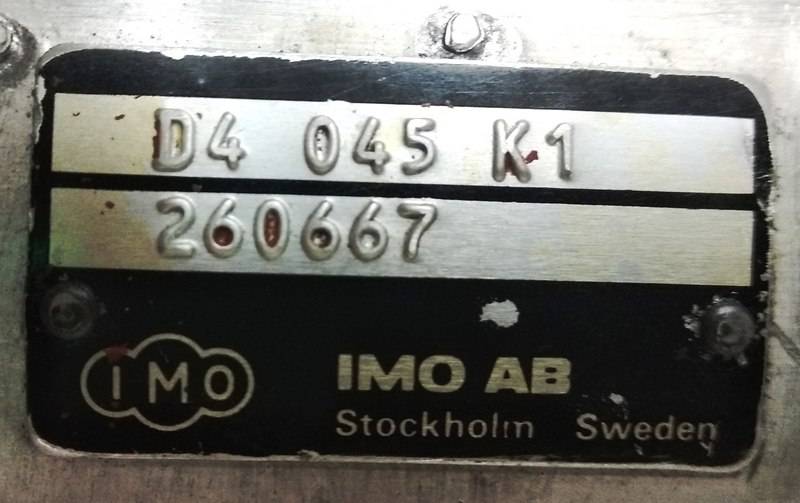 D4 045 K1
260667
IMO
IMO AB
Stockholm Sweden